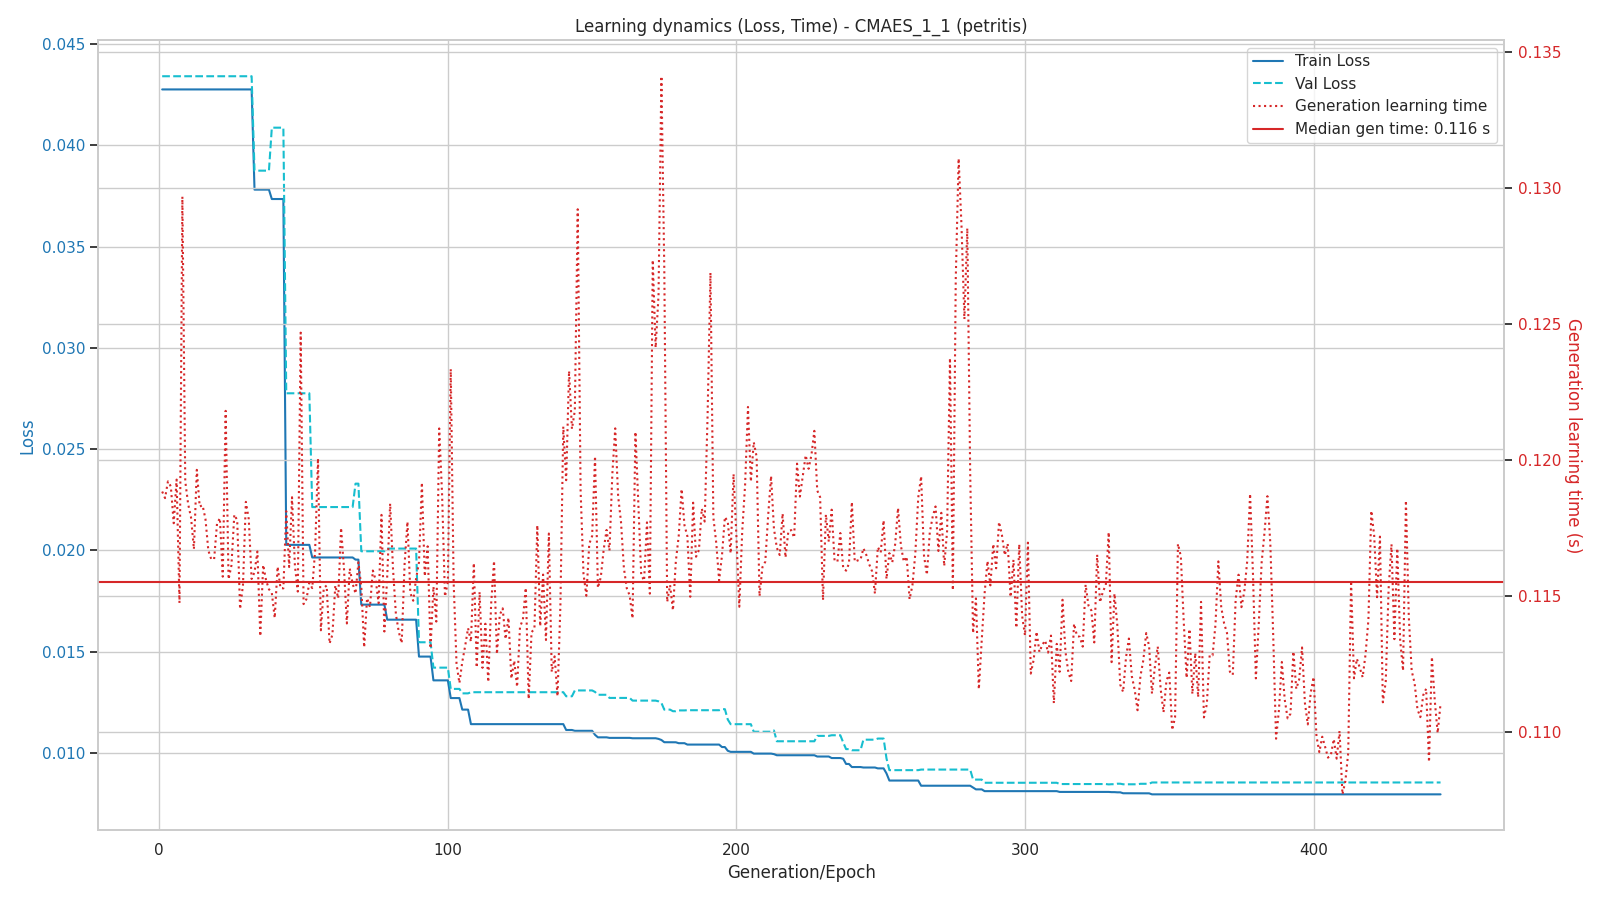 Learning dynamics (Loss, Time) - CMAES_1_1 (petritis)
Train Loss
Val Loss
Generation learning time
Median gen time: 0.116 s
Loss
0.045
0.040
0.035
0.030
0.025
0.020
0.015
0.010
0.135
0.130
0.125
0.120
0.115
0.110
Generation learning time (s)
0
100
200
300
400
Generation/Epoch